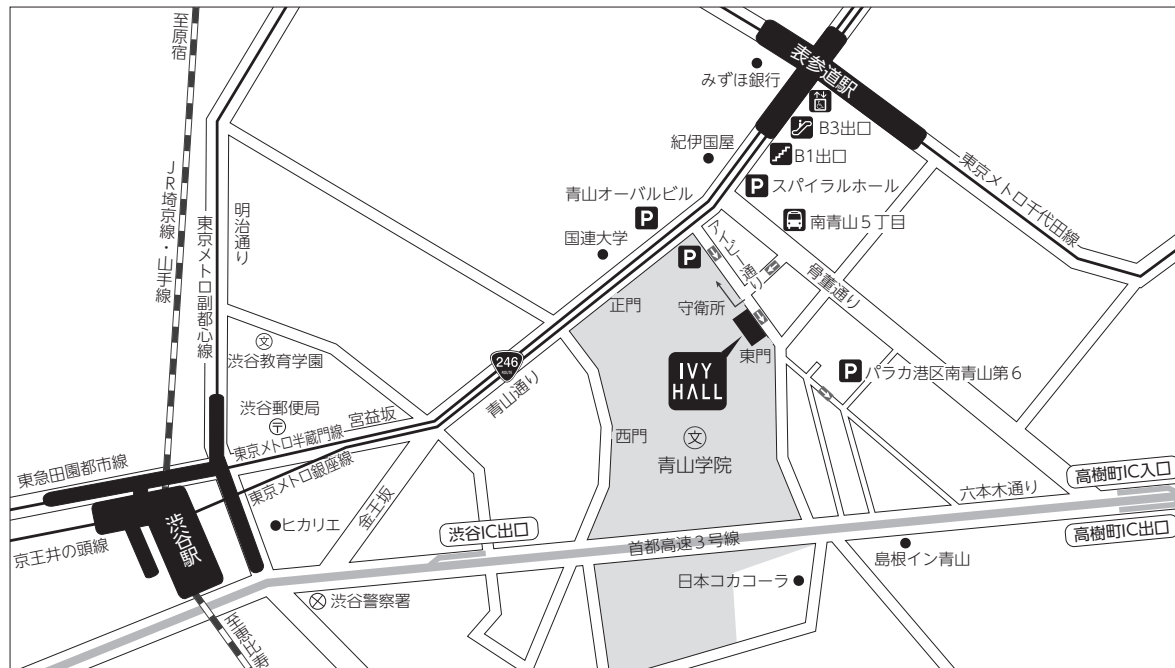 至原宿
JR埼京線・山手線
東京メトロ副都心線
明治通り
表参道駅
みずほ銀行
B3出口
紀伊国屋
B1出口
P
スパイラルホール
東京メトロ千代田線
青山オーバルビル
P
南青山5丁目
国連大学
アイビー通り
P
骨董通り
正門
守衛所
東門
文
渋谷教育学園
246
ROUTE
青山通り
IVY
HALL
P
パラカ港区南青山第6
渋谷郵便局
〒
宮益坂
西門
文
青山学院
東急田園都市線
東京メトロ半蔵門線
東京メトロ銀座線
金王坂
ヒカリエ
渋谷IC出口
六本木通り
高樹町IC入口
高樹町IC出口
京王井の頭線
渋谷駅
首都高速3号線
島根イン青山
日本コカコーラ
渋谷警察署
至恵比寿